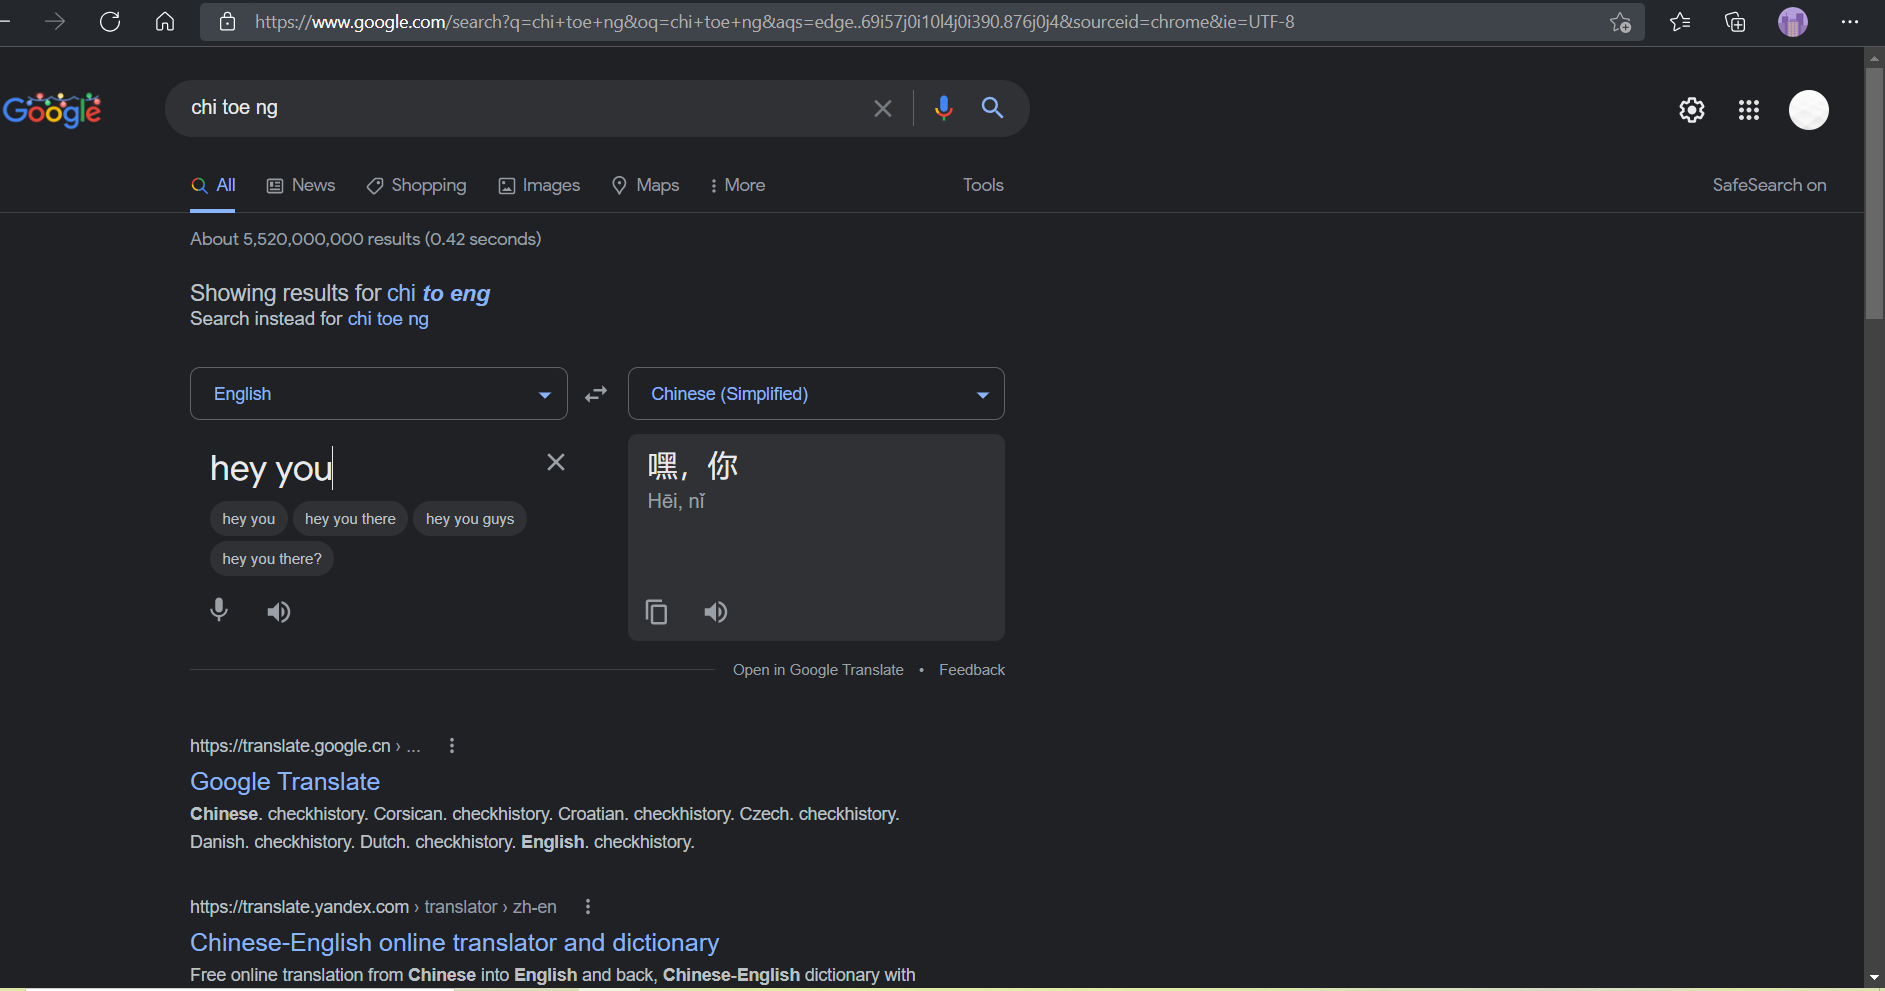 https://www.google.com/search?q=chi+toe+ng&oq=chi+toe+ng&aqs=edge..69i57j0i10l4j0i390.876j0j4&sourceid=chrome&ie=UTF-8
Google
chi toe ng
All News Shopping Images Maps More Tools SafeSearch on
About 5,520,000,000 results (0.42 seconds)
Showing results for chi to eng
Search instead for chi toe ng
English Chinese (Simplified)
hey you
嘿，你
Hēi, nǐ
hey you hey you there hey you guys
hey you there?
Open in Google Translate • Feedback
https://translate.google.cn › ...
Google Translate
Chinese. checkhistory. Corsican. checkhistory. Croatian. checkhistory. Czech. checkhistory.
Danish. checkhistory. Dutch. checkhistory. English. checkhistory.
https://translate.yandex.com › translator › zh-en
Chinese-English online translator and dictionary
Free online translation from Chinese into English and back, Chinese-English dictionary with